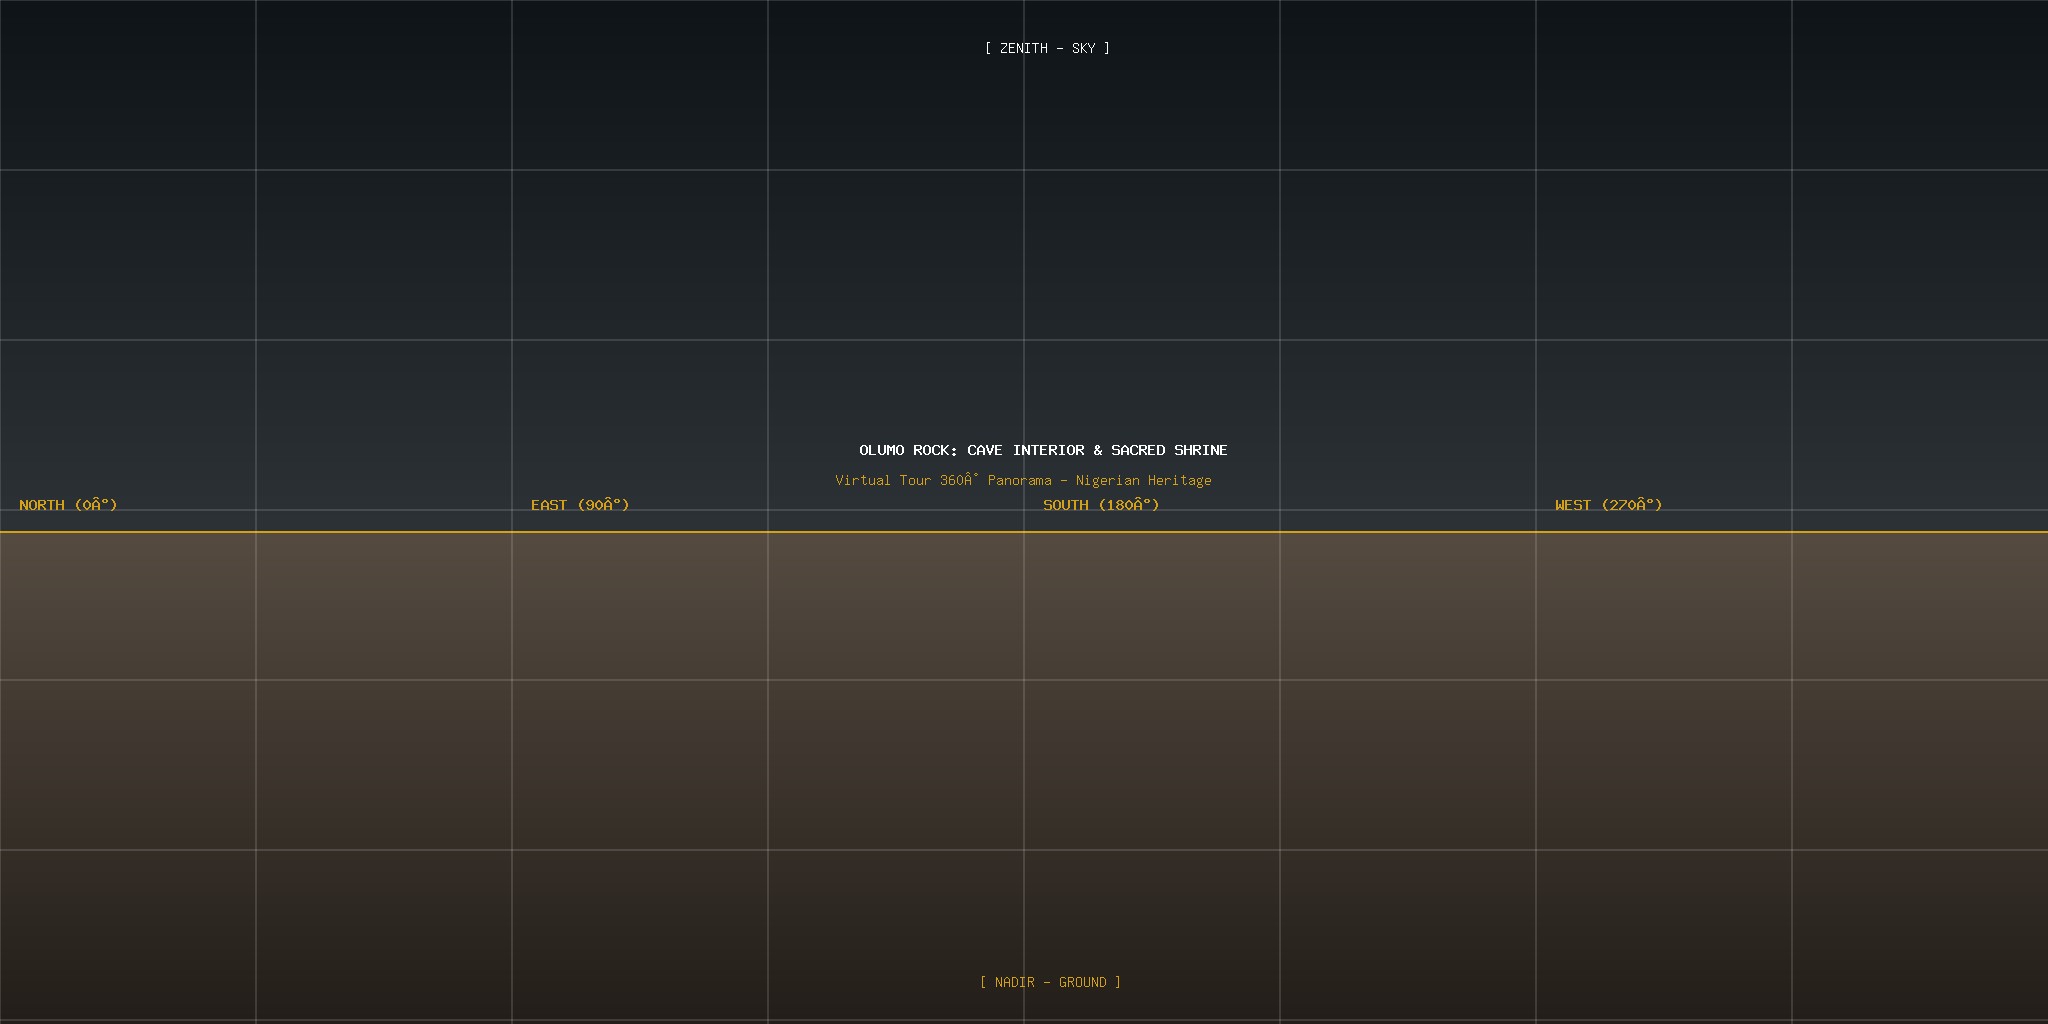 [ ZENITH - SKY ]
OLUMO ROCK: CAVE INTERIOR & SACRED SHRINE
Virtual Tour 360Â° Panorama - Nigerian Heritage
NORTH (0Â°)
EAST (90Â°)
SOUTH (180Â°)
WEST (270Â°)
[ NADIR - GROUND ]